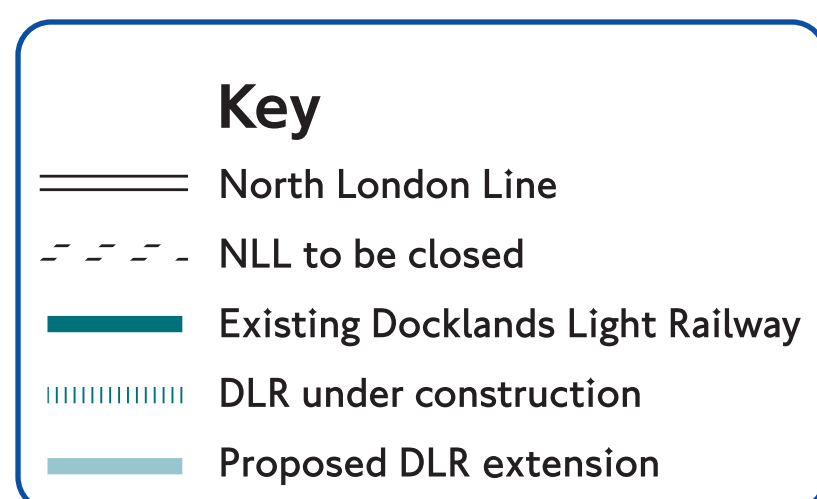 Key
North London Line
NLL to be closed
Existing Docklands Light Railway
DLR under construction
Proposed DLR extension